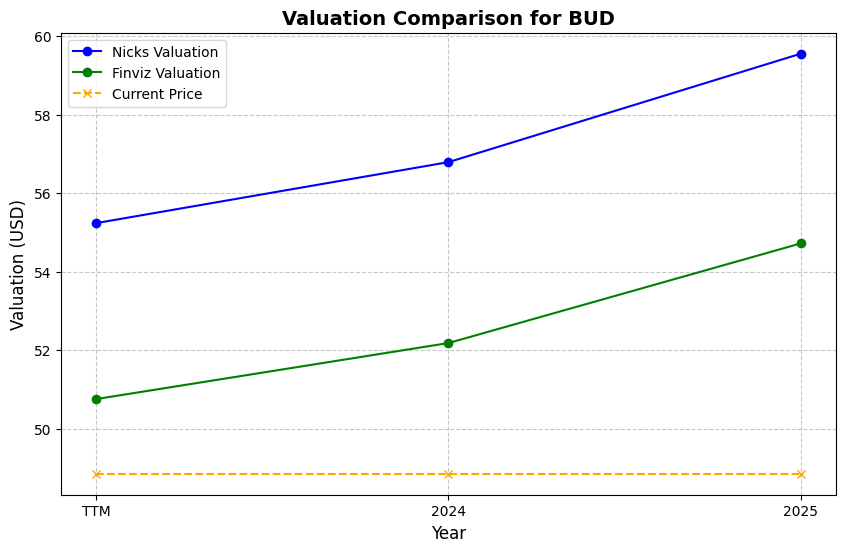 Valuation Comparison for BUD
Nicks Valuation
Finviz Valuation
Current Price
Valuation (USD)
60
58
56
54
52
50
TTM
2024
2025
Year